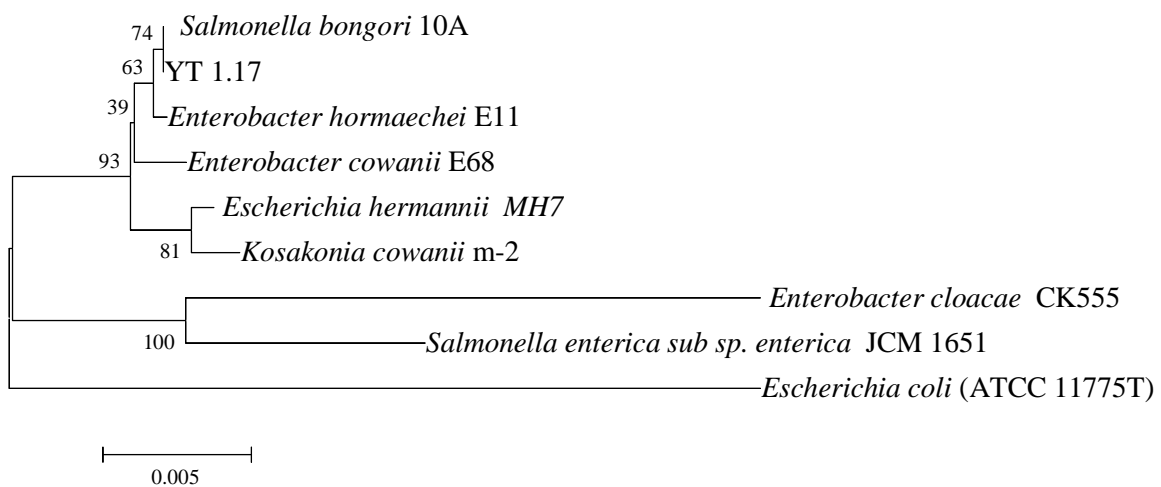 74 Salmonella bongori 10A
63 YT 1.17
39 Enterobacter hormaechei E11
93 Enterobacter cowanii E68
Escherichia hermannii MH7
81 Kosakonia cowanii m-2
Enterobacter cloacae CK555
100 Salmonella enterica sub sp. enterica JCM 1651
Escherichia coli (ATCC 11775T)
0.005